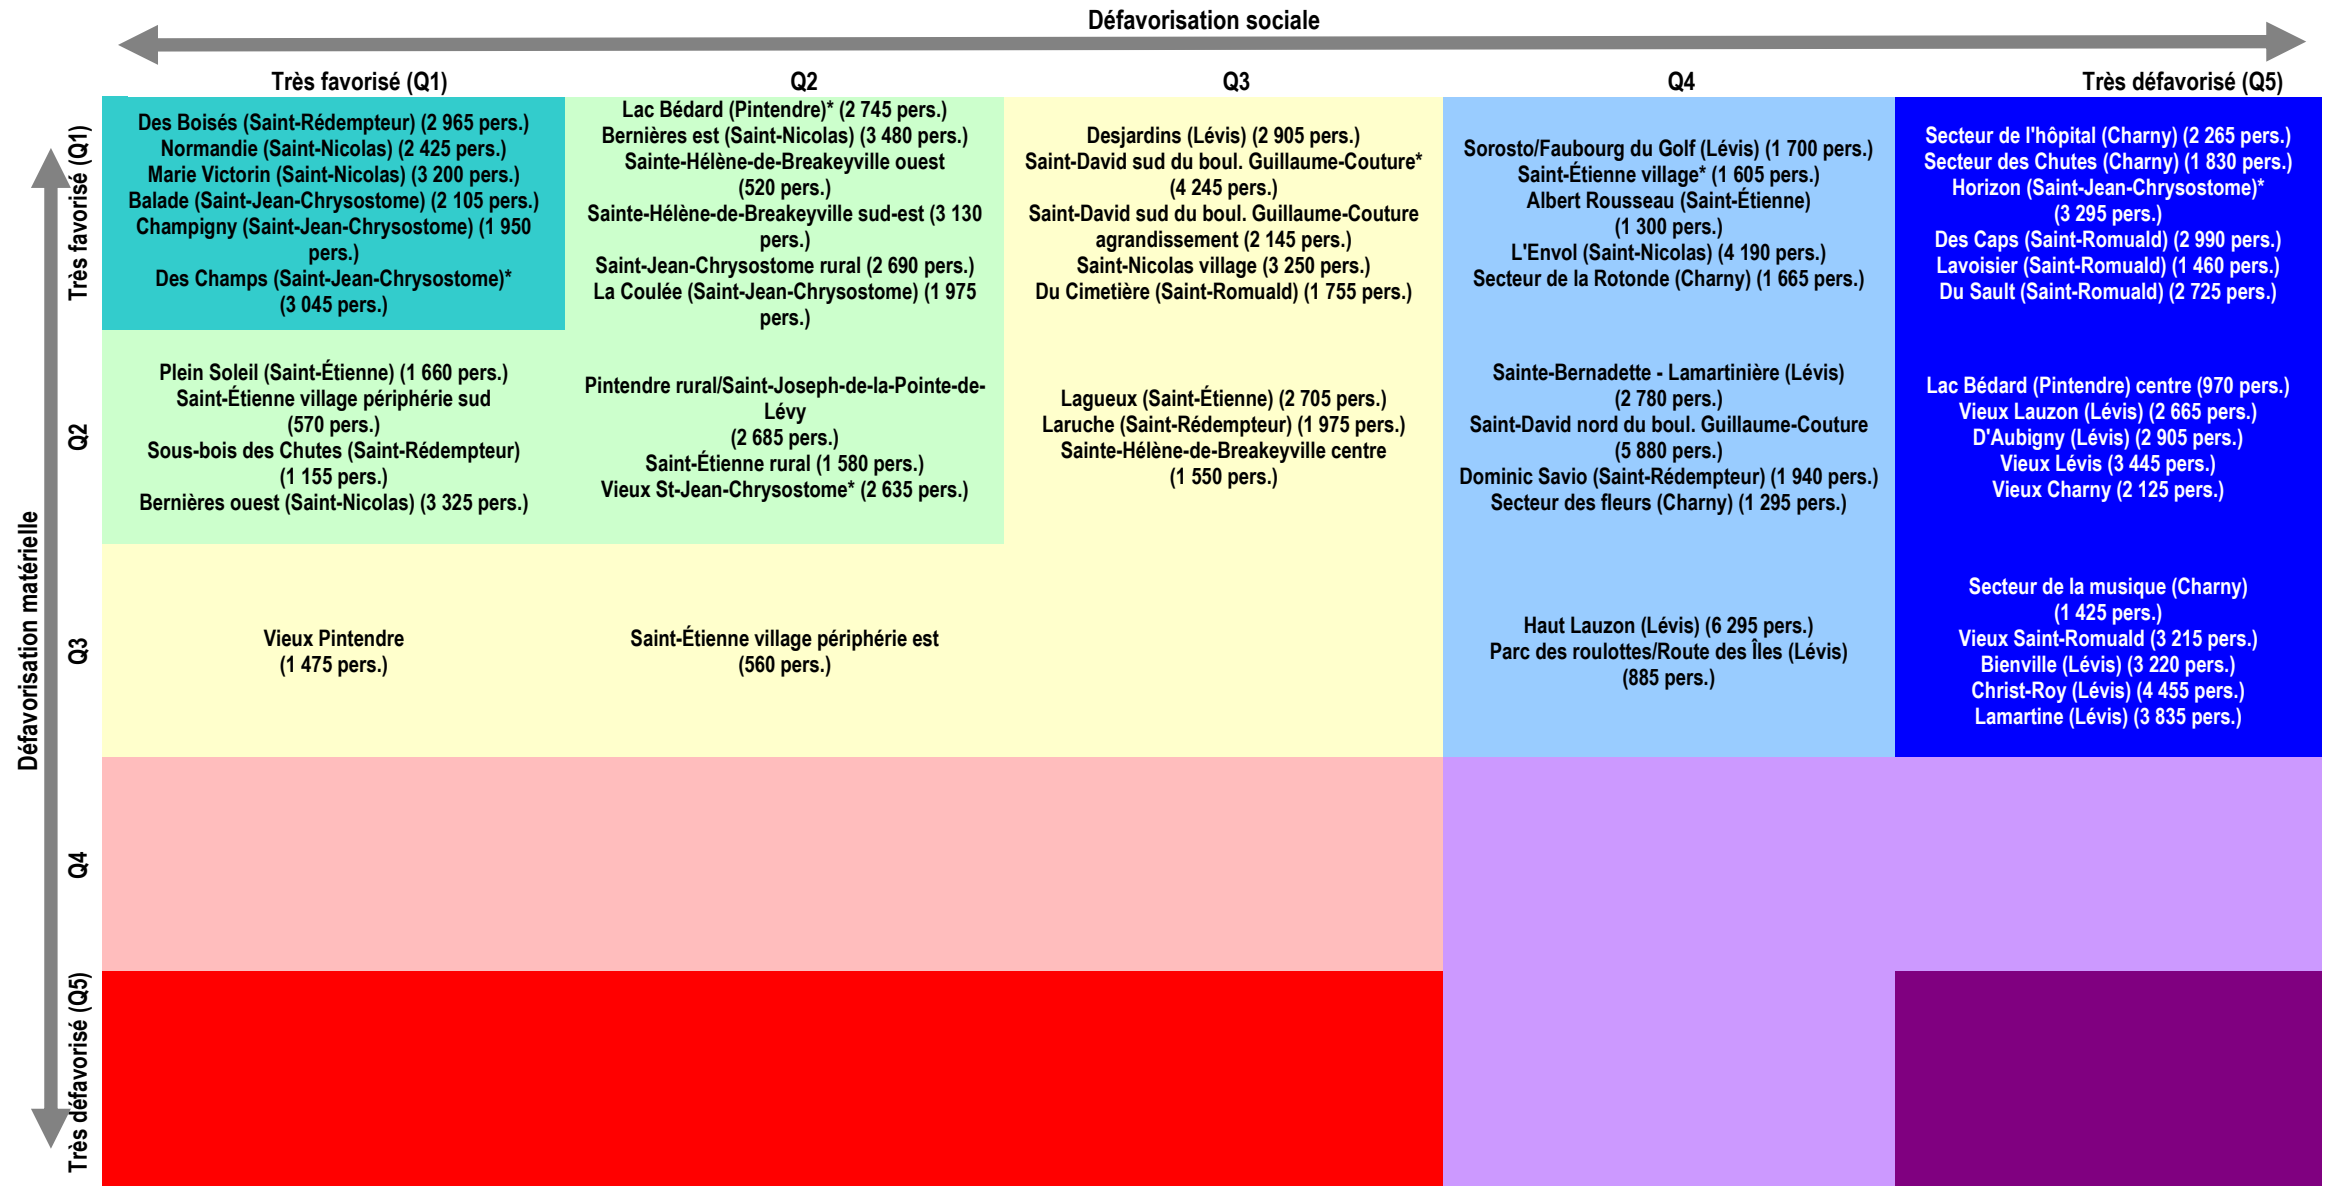 Défavorisation sociale
Très favorisé (Q1)
Q2
Q3
Q4
Très défavorisé (Q5)
Défavorisation matérielle
Très favorisé (Q1)
Des Boisés (Saint-Rédempteur) (2 965 pers.)
Normandie (Saint-Nicolas) (2 425 pers.)
Marie Victorin (Saint-Nicolas) (3 200 pers.)
Balade (Saint-Jean-Chrysostome) (2 105 pers.)
Champigny (Saint-Jean-Chrysostome) (1 950
pers.)
Des Champs (Saint-Jean-Chrysostome)*
(3 045 pers.)
Lac Bédard (Pintendre)* (2 745 pers.)
Bernières est (Saint-Nicolas) (3 480 pers.)
Sainte-Hélène-de-Breakeyville ouest
(520 pers.)
Sainte-Hélène-de-Breakeyville sud-est (3 130
pers.)
Saint-Jean-Chrysostome rural (2 690 pers.)
La Coulée (Saint-Jean-Chrysostome) (1 975
pers.)
Desjardins (Lévis) (2 905 pers.)
Saint-David sud du boul. Guillaume-Couture*
(4 245 pers.)
Saint-David sud du boul. Guillaume-Couture
agrandissement (2 145 pers.)
Saint-Nicolas village (3 250 pers.)
Du Cimetière (Saint-Romuald) (1 755 pers.)
Sorosto/Faubourg du Golf (Lévis) (1 700 pers.)
Saint-Étienne village* (1 605 pers.)
Albert Rousseau (Saint-Étienne)
(1 300 pers.)
L'Envol (Saint-Nicolas) (4 190 pers.)
Secteur de la Rotonde (Charny) (1 665 pers.)
Secteur de l'hôpital (Charny) (2 265 pers.)
Secteur des Chutes (Charny) (1 830 pers.)
Horizon (Saint-Jean-Chrysostome)*
(3 295 pers.)
Des Caps (Saint-Romuald) (2 990 pers.)
Lavoisier (Saint-Romuald) (1 460 pers.)
Du Sault (Saint-Romuald) (2 725 pers.)
Q2
Plein Soleil (Saint-Étienne) (1 660 pers.)
Saint-Étienne village périphérie sud
(570 pers.)
Sous-bois des Chutes (Saint-Rédempteur)
(1 155 pers.)
Bernières ouest (Saint-Nicolas) (3 325 pers.)
Pintendre rural/Saint-Joseph-de-la-Pointe-de-
Lévy
(2 685 pers.)
Saint-Étienne rural (1 580 pers.)
Vieux St-Jean-Chrysostome* (2 635 pers.)
Lagueux (Saint-Étienne) (2 705 pers.)
Laruche (Saint-Rédempteur) (1 975 pers.)
Sainte-Hélène-de-Breakeyville centre
(1 550 pers.)
Sainte-Bernadette - Lamartinière (Lévis)
(2 780 pers.)
Saint-David nord du boul. Guillaume-Couture
(5 880 pers.)
Dominic Savio (Saint-Rédempteur) (1 940 pers.)
Secteur des fleurs (Charny) (1 295 pers.)
Lac Bédard (Pintendre) centre (970 pers.)
Vieux Lauzon (Lévis) (2 665 pers.)
D'Aubigny (Lévis) (2 905 pers.)
Vieux Lévis (3 445 pers.)
Vieux Charny (2 125 pers.)
Q3
Vieux Pintendre
(1 475 pers.)
Saint-Étienne village périphérie est
(560 pers.)
Haut Lauzon (Lévis) (6 295 pers.)
Parc des roulottes/Route des Îles (Lévis)
(885 pers.)
Secteur de la musique (Charny)
(1 425 pers.)
Vieux Saint-Romuald (3 215 pers.)
Bienville (Lévis) (3 220 pers.)
Christ-Roy (Lévis) (4 455 pers.)
Lamartine (Lévis) (3 835 pers.)
Q4
Très défavorisé (Q5)